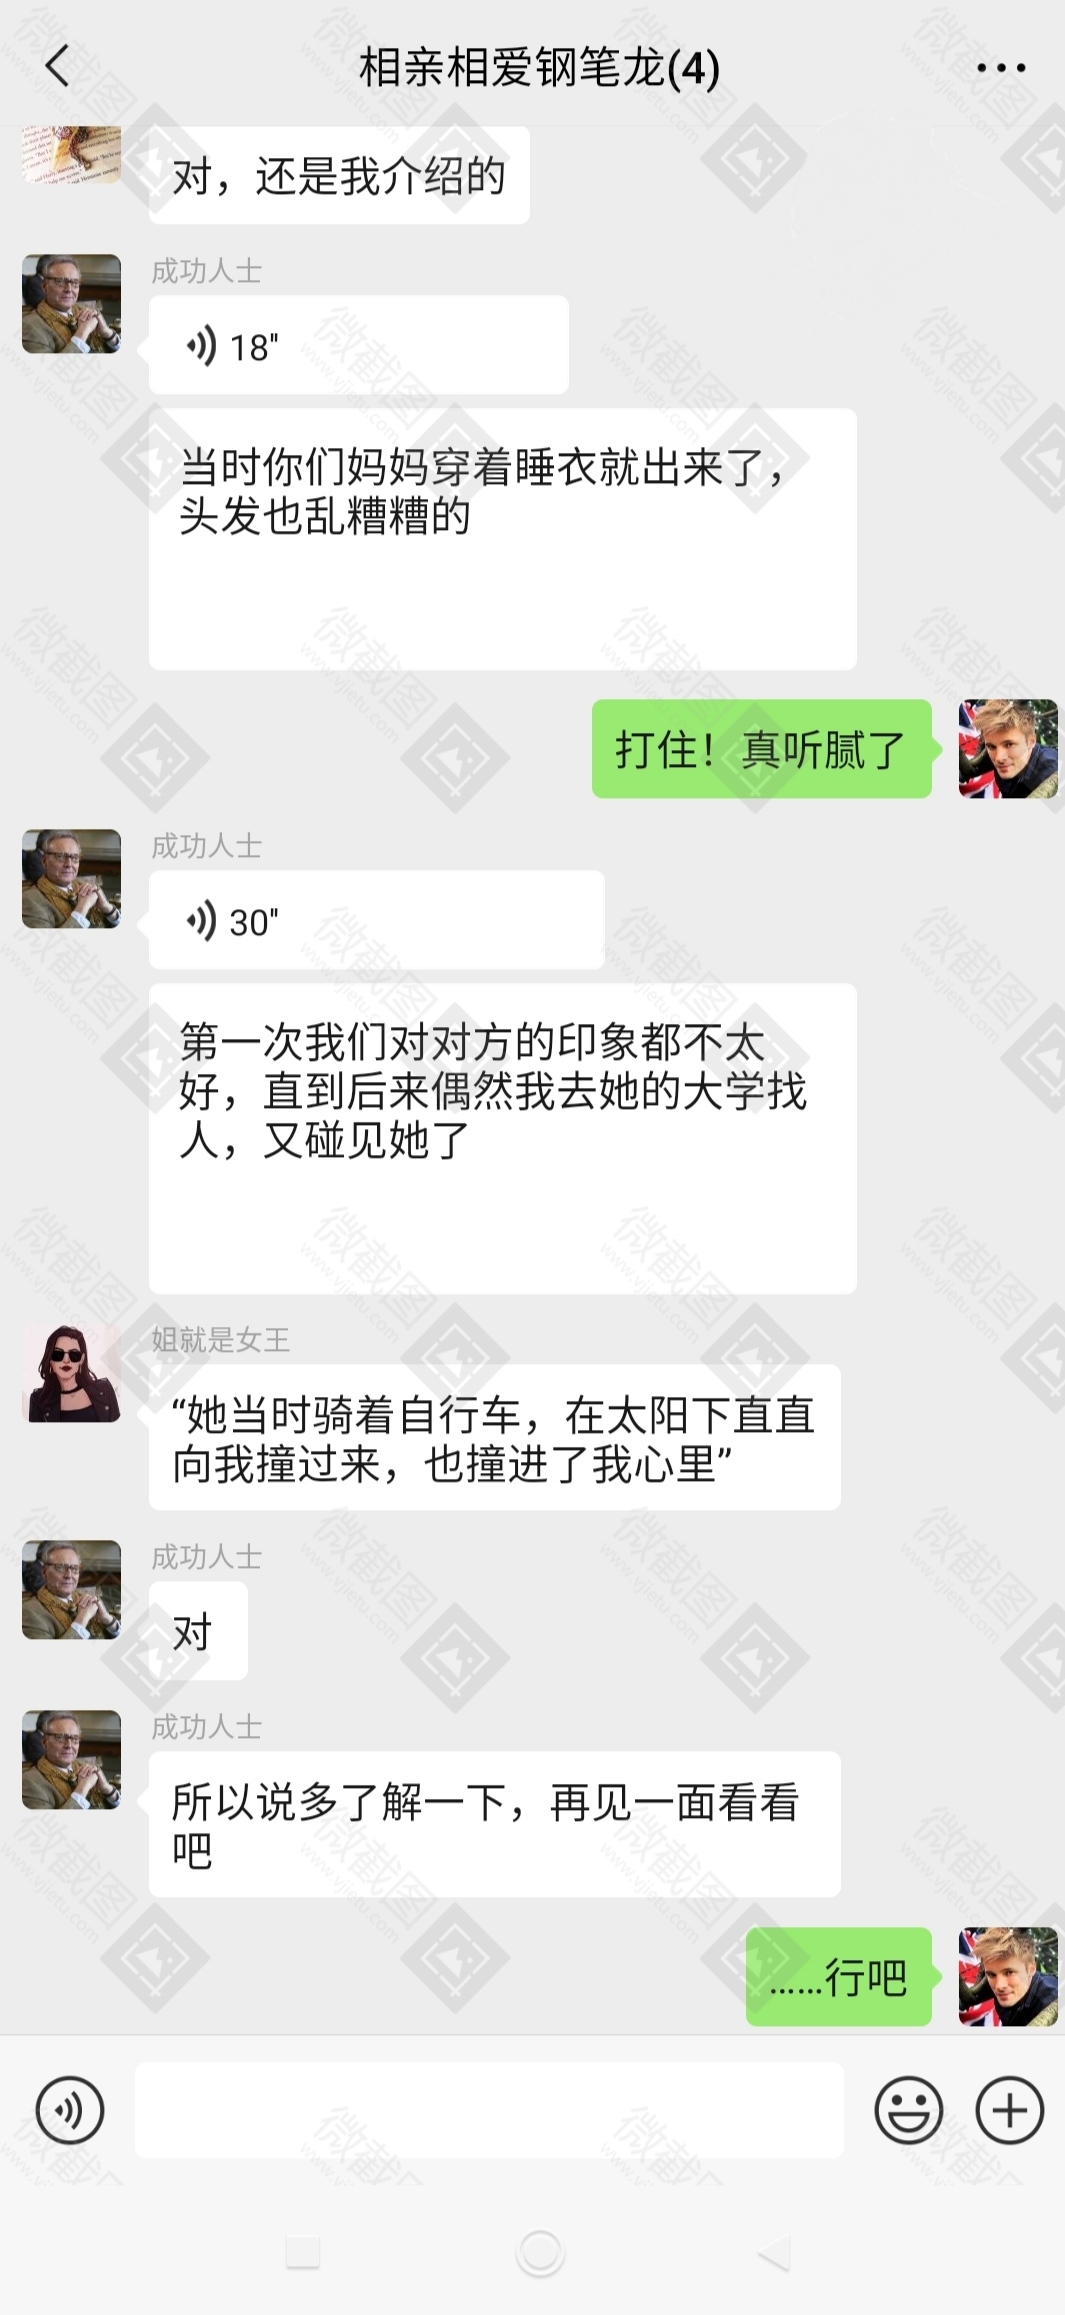 相亲相爱钢笔龙(4)
对，还是我介绍的
成功人士
18"
当时你们妈妈穿着睡衣就出来了，
头发也乱糟糟的
打住！真听腻了
成功人士
30"
第一次我们对对方的印象都不太
好，直到后来偶然我去她的大学找
人，又碰见她了
姐就是女王
“她当时骑着自行车，在太阳下直直
向我撞过来，也撞进了我心里”
成功人士
对
成功人士
所以说多了解一下，再见一面看看
吧
……行吧
微截图
www.vjietu.com